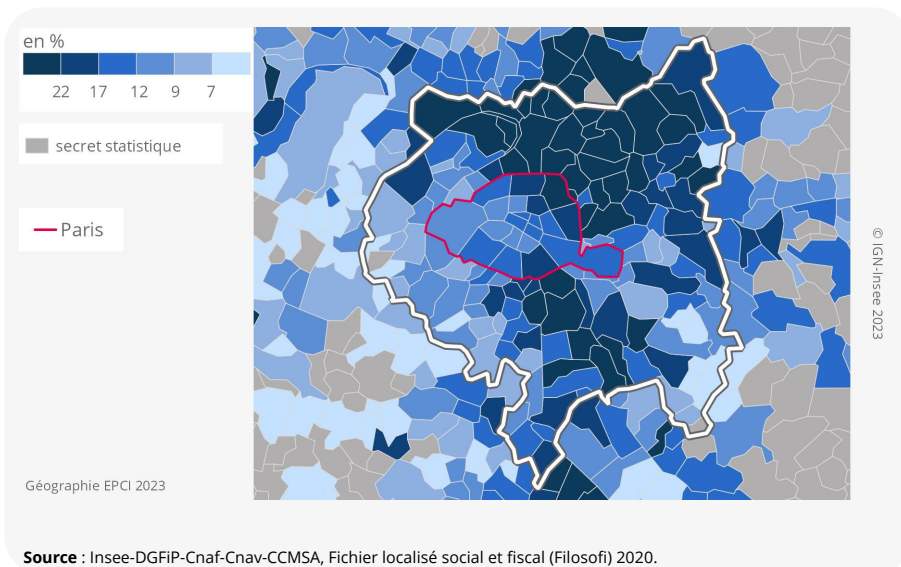 en %
22 17 12 9 7
secret statistique
Paris
© IGN-Insee 2023
Géographie EPCI 2023
Source : Insee-DGFiP-Cnaf-Cnav-CCMSA, Fichier localisé social et fiscal (Filosofi) 2020.